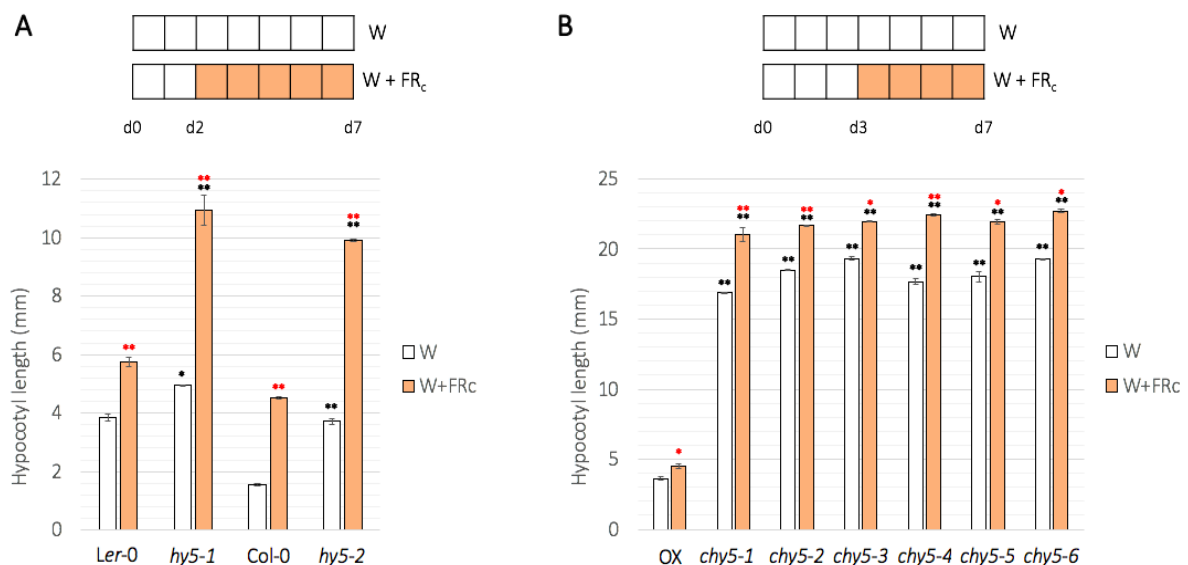 A
W
W + FRc
d0 d2 d7
Hypocotyl length (mm)
12
10
8
6
4
2
0
** ** ** * ** ** ** **
Ler-0 hy5-1 Col-0 hy5-2
W
W+FRc
B
W
W + FRc
d0 d3 d7
Hypocotyl length (mm)
25
20
15
10
5
0
* ** ** ** ** ** ** ** * ** ** ** ** ** * ** ** * ** **
OX chy5-1 chy5-2 chy5-3 chy5-4 chy5-5 chy5-6
W
W+FRc